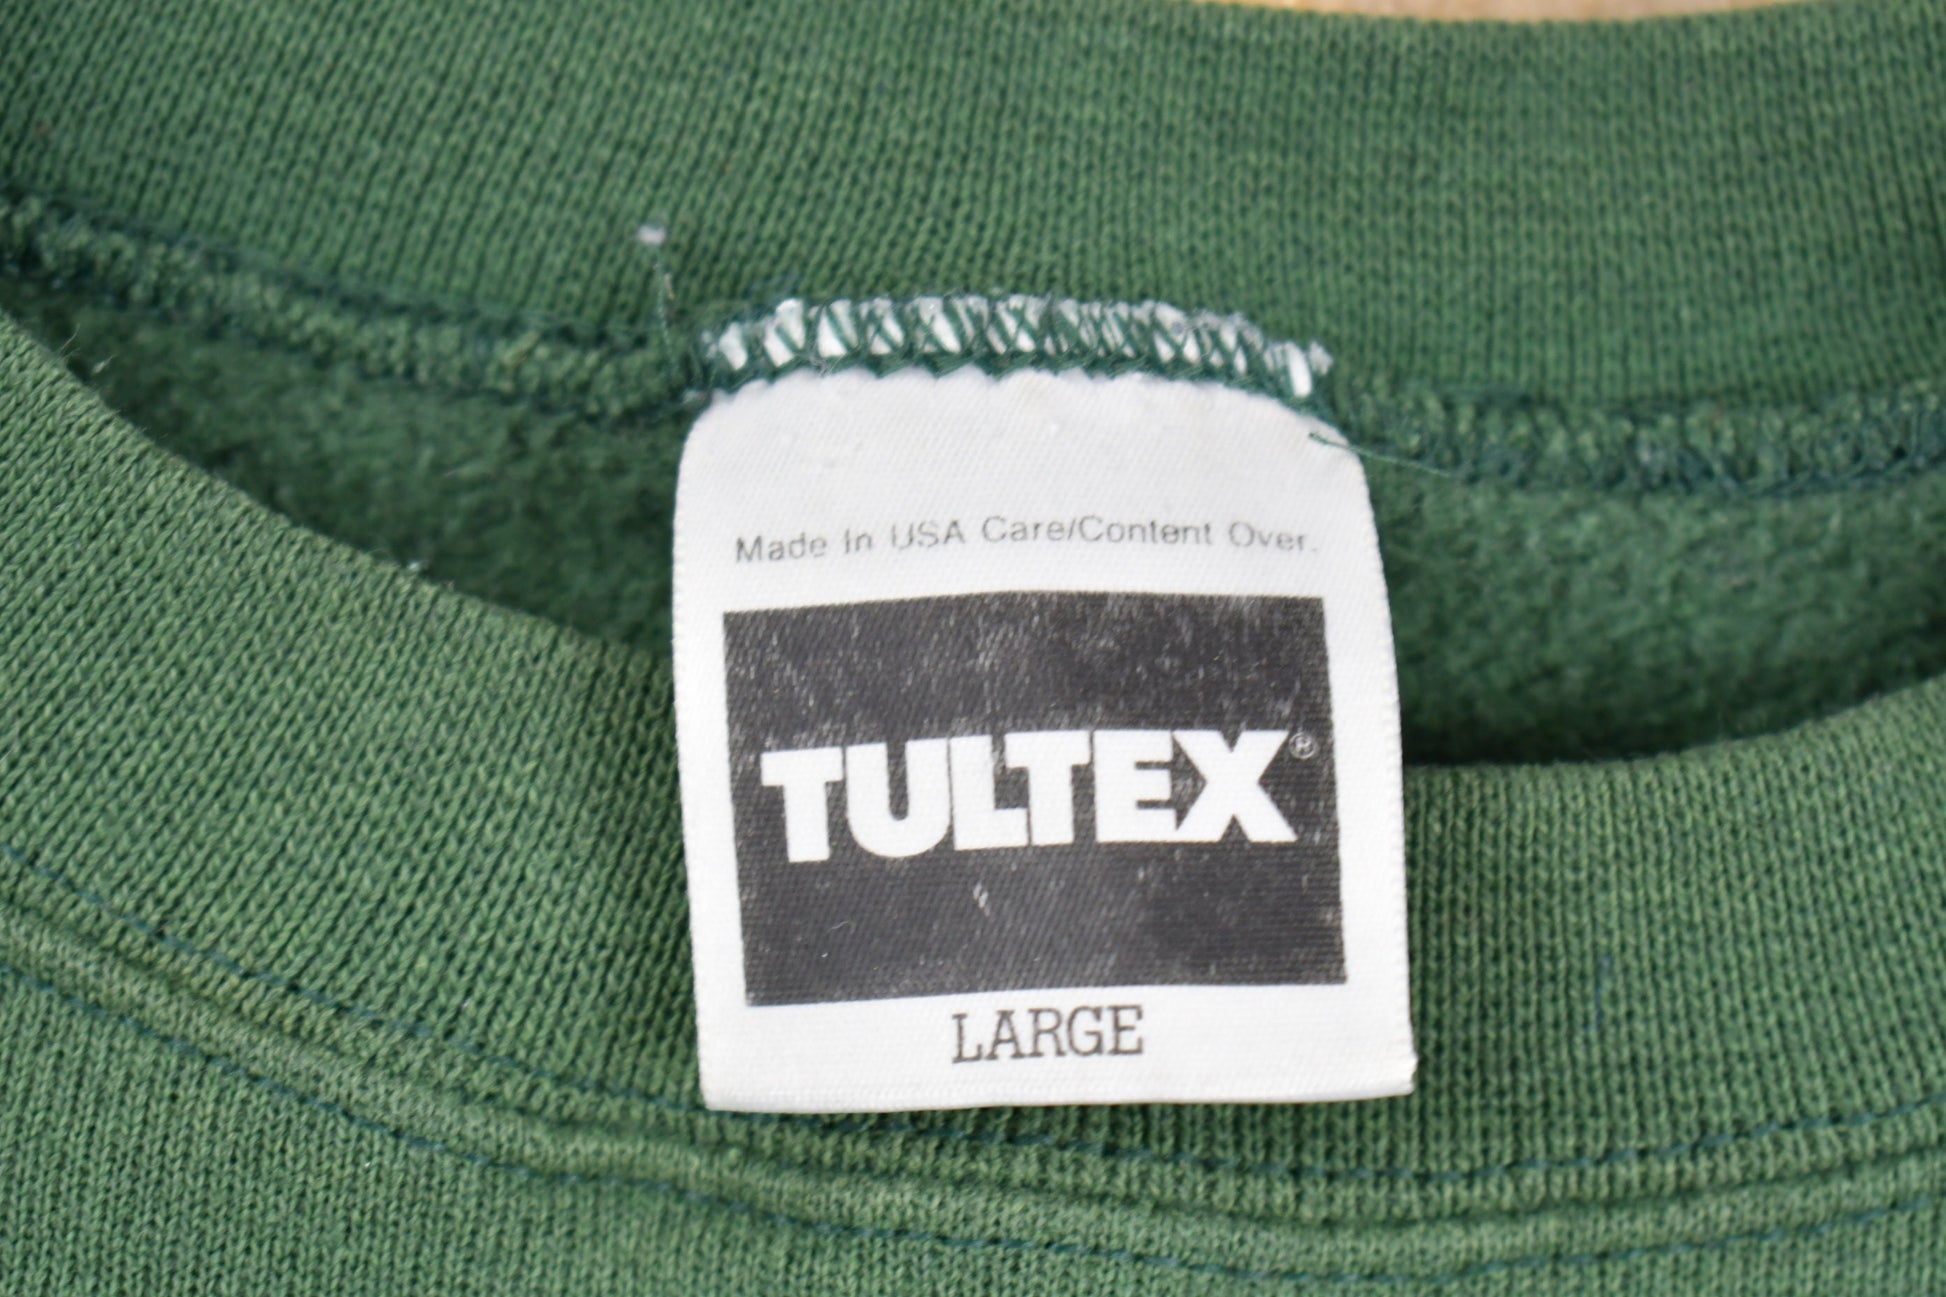 Made In USA Care/Content Over.
TULTEX®
LARGE